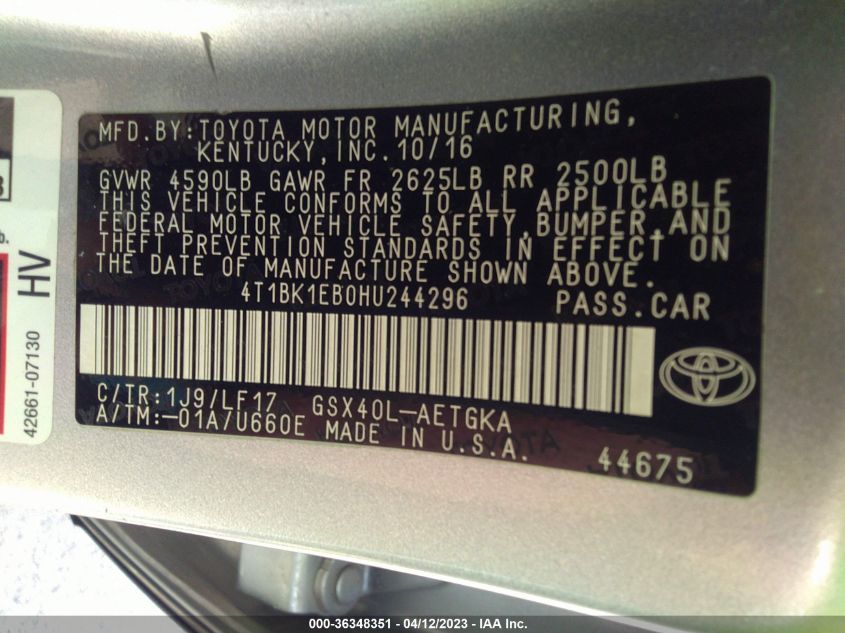 MFD.BY:TOYOTA MOTOR MANUFACTURING,
KENTUCKY,INC.10/16
GVWR 4590LB GAWR FR 2625LB RR 2500LB
THIS VEHICLE CONFORMS TO ALL APPLICABLE
FEDERAL MOTOR VEHICLE SAFETY,BUMPER,AND
THEFT PREVENTION STANDARDS IN EFFECT ON
THE DATE OF MANUFACTURE SHOWN ABOVE.
4T1BK1EB0HU244296 PASS.CAR
C/TR:1J9/LF17 GSX40L-AETGKA
A/TM:-01A/U660E MADE IN U.S.A.
44675
HV
42661-07130
000-36348351 - 04/12/2023 - IAA Inc.